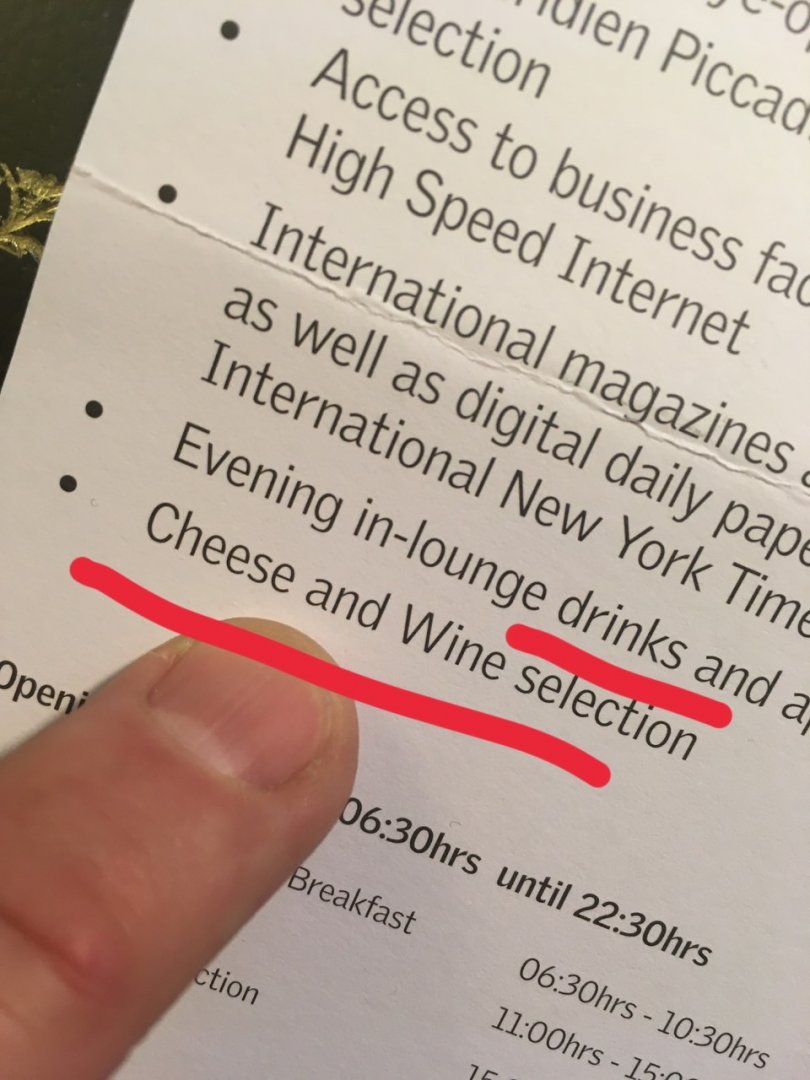 selection
Piccad
• Access to business fac
High Speed Internet
• International magazines
as well as digital daily pape
International New York Time
• Evening in-lounge drinks and
• Cheese and Wine selection
Openi
06:30hrs until 22:30hrs
Breakfast
06:30hrs - 10:30hrs
ction
11:00hrs - 15:0